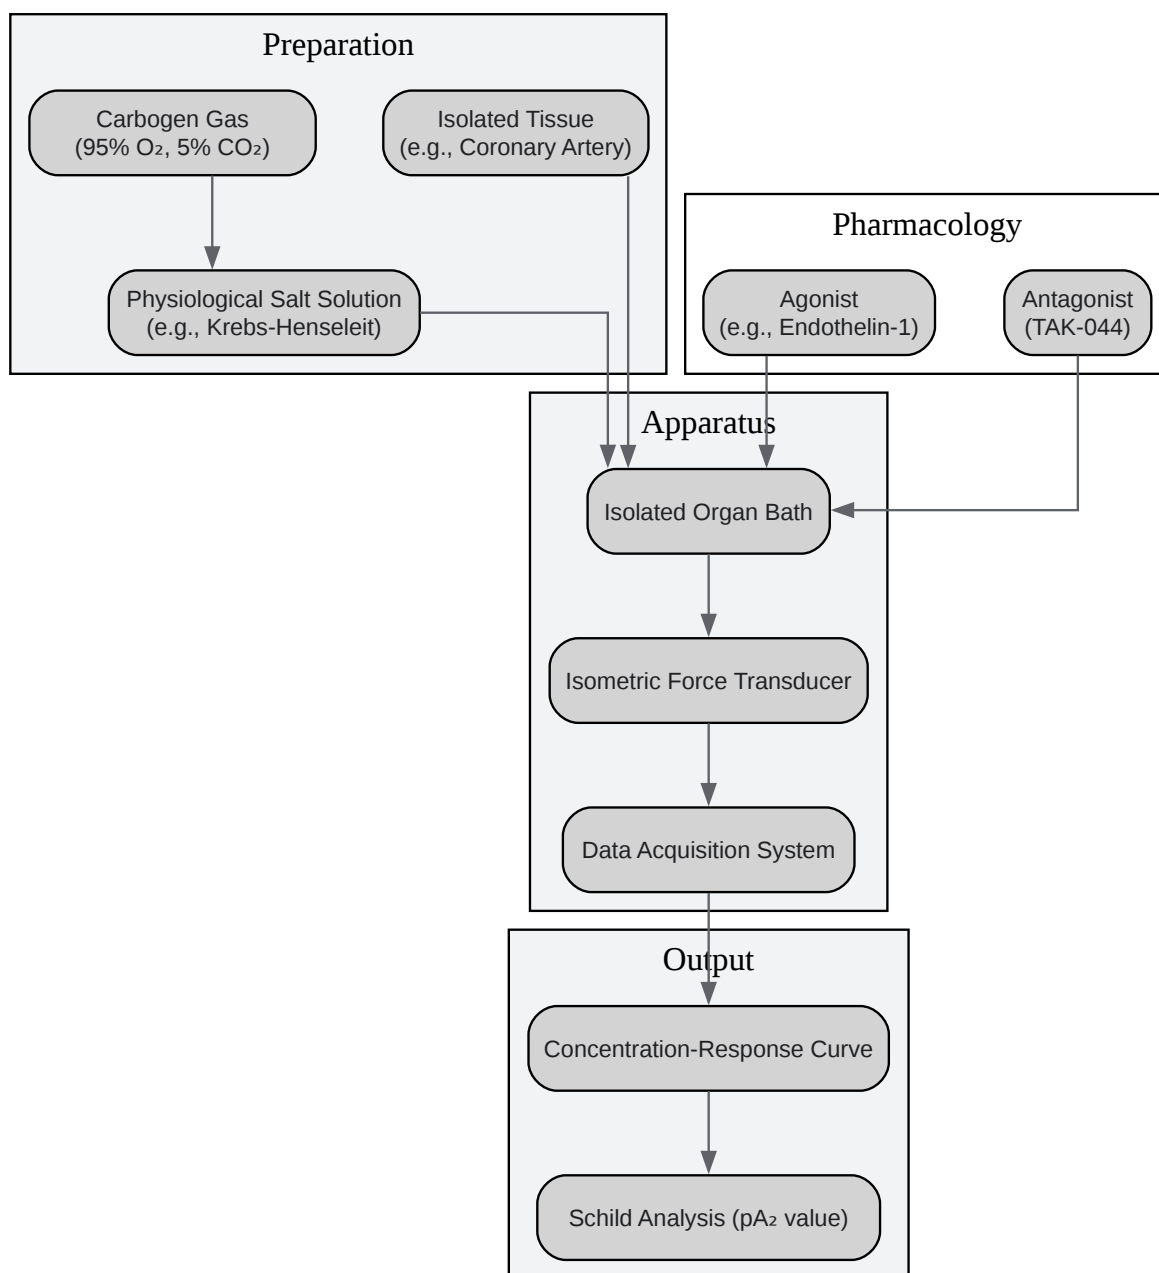 Preparation
Carbogen Gas
(95% O₂, 5% CO₂)
Isolated Tissue
(e.g., Coronary Artery)
Physiological Salt Solution
(e.g., Krebs-Henseleit)
Pharmacology
Agonist
(e.g., Endothelin-1)
Antagonist
(TAK-044)
Apparatus
Isolated Organ Bath
Isometric Force Transducer
Data Acquisition System
Output
Concentration-Response Curve
Schild Analysis (pA₂ value)